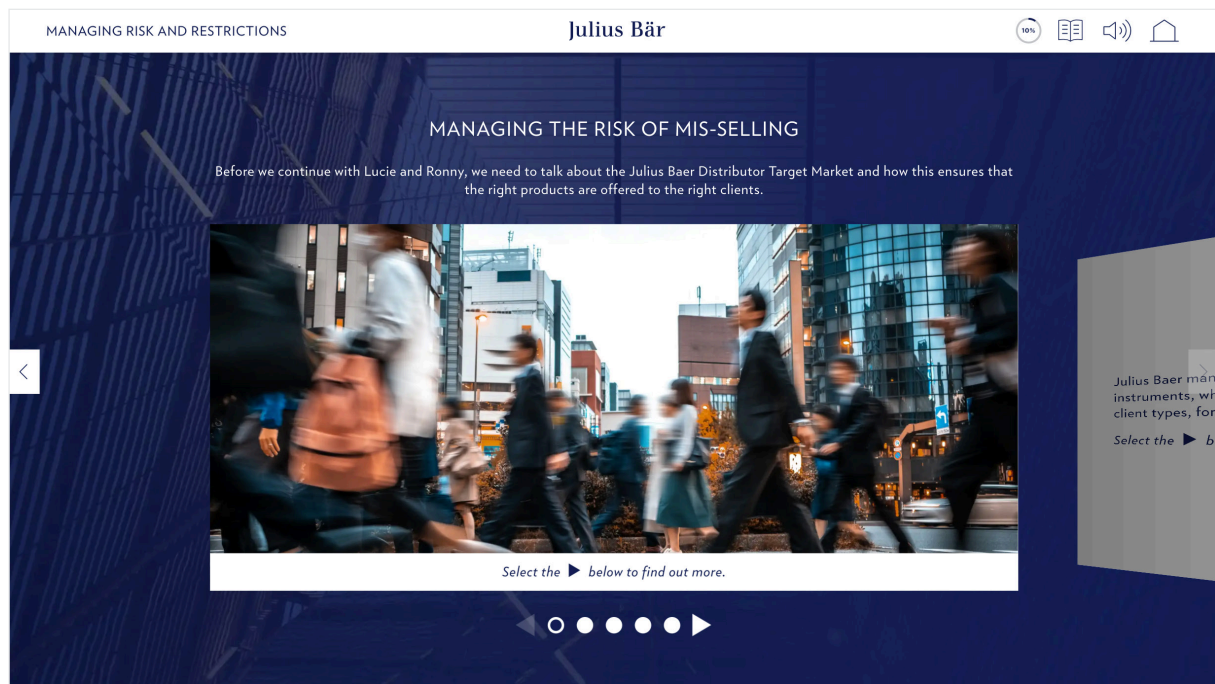 MANAGING RISK AND RESTRICTIONS
Julius Bär
10%
MANAGING THE RISK OF MIS-SELLING
Before we continue with Lucie and Ronny, we need to talk about the Julius Baer Distributor Target Market and how this ensures that
the right products are offered to the right clients.
Julius Baer man
instruments, wh
client types, for
Select the ▶ b
Select the ▶ below to find out more.